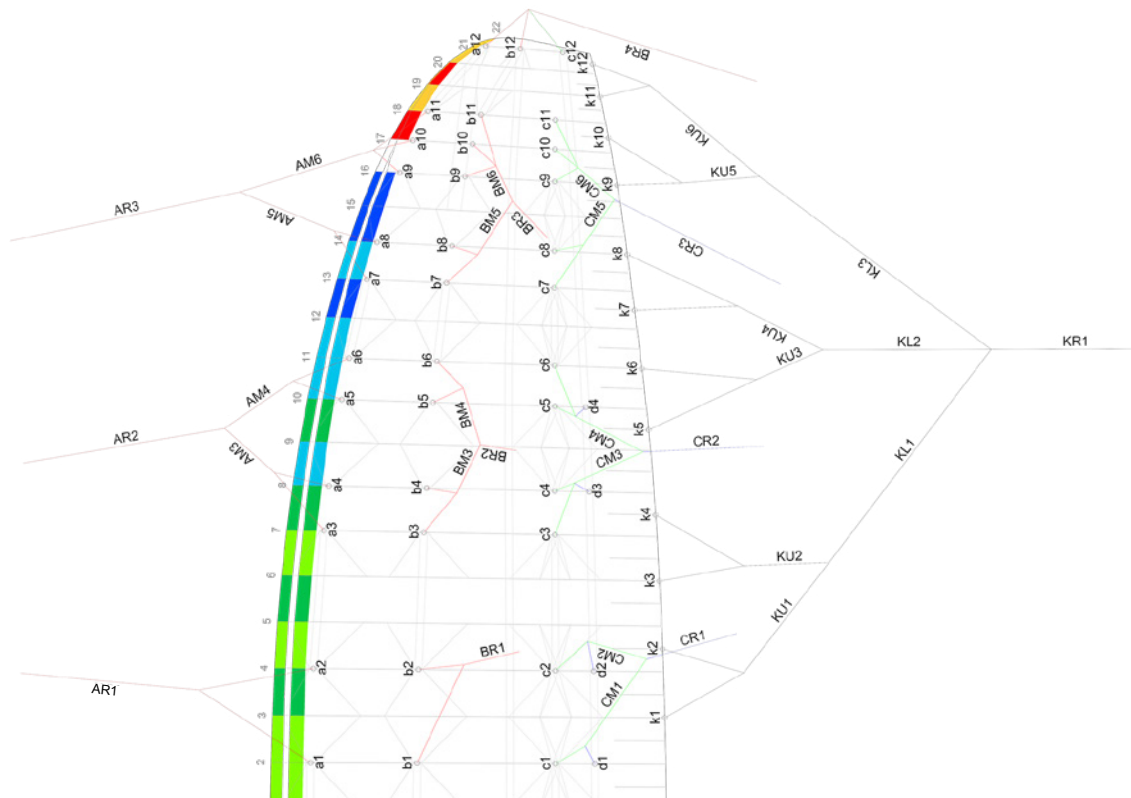 22
21
a12
b12
c12
k12
BR4
20
19
18
17
a11
a10
a9
b11
b10
b9
c11
c10
c9
k11
k10
k9
KU6
KU5
AM6
AR3
AM5
16
15
14
13
12
BM6
BM5
BR3
CM6
CM5
CR3
a8
a7
b8
b7
c8
c7
k8
k7
KL3
KU4
KU3
KL2
KR1
11
10
9
8
7
a6
a5
a4
a3
AM4
AR2
AM3
b6
b5
BM4
BM3
BR2
b4
b3
c6
c5
d4
CM4
CM3
CR2
c4
d3
c3
k6
k5
k4
k3
KL1
KU2
KU1
6
5
4
3
2
AR1
a2
a1
b2
b1
BR1
c2
c1
d2
d1
CM2
CM1
CR1
k2
k1